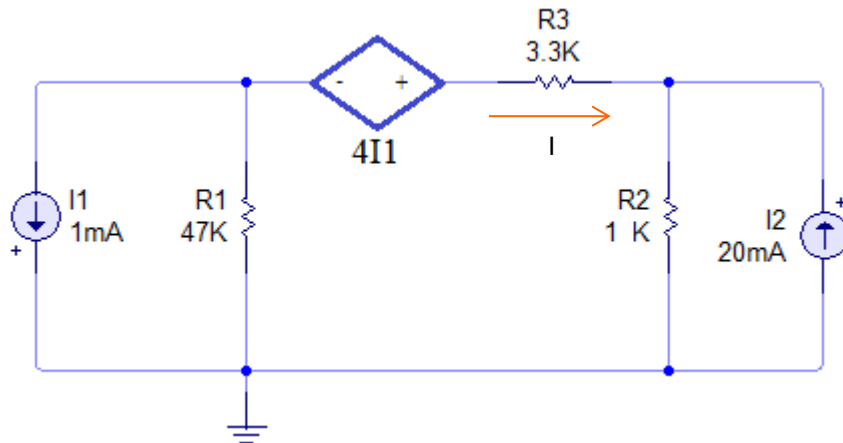 R3
3.3K
- +
4I1
I
I1
1mA
+
R1
47K
R2
1 K
+
I2
20mA